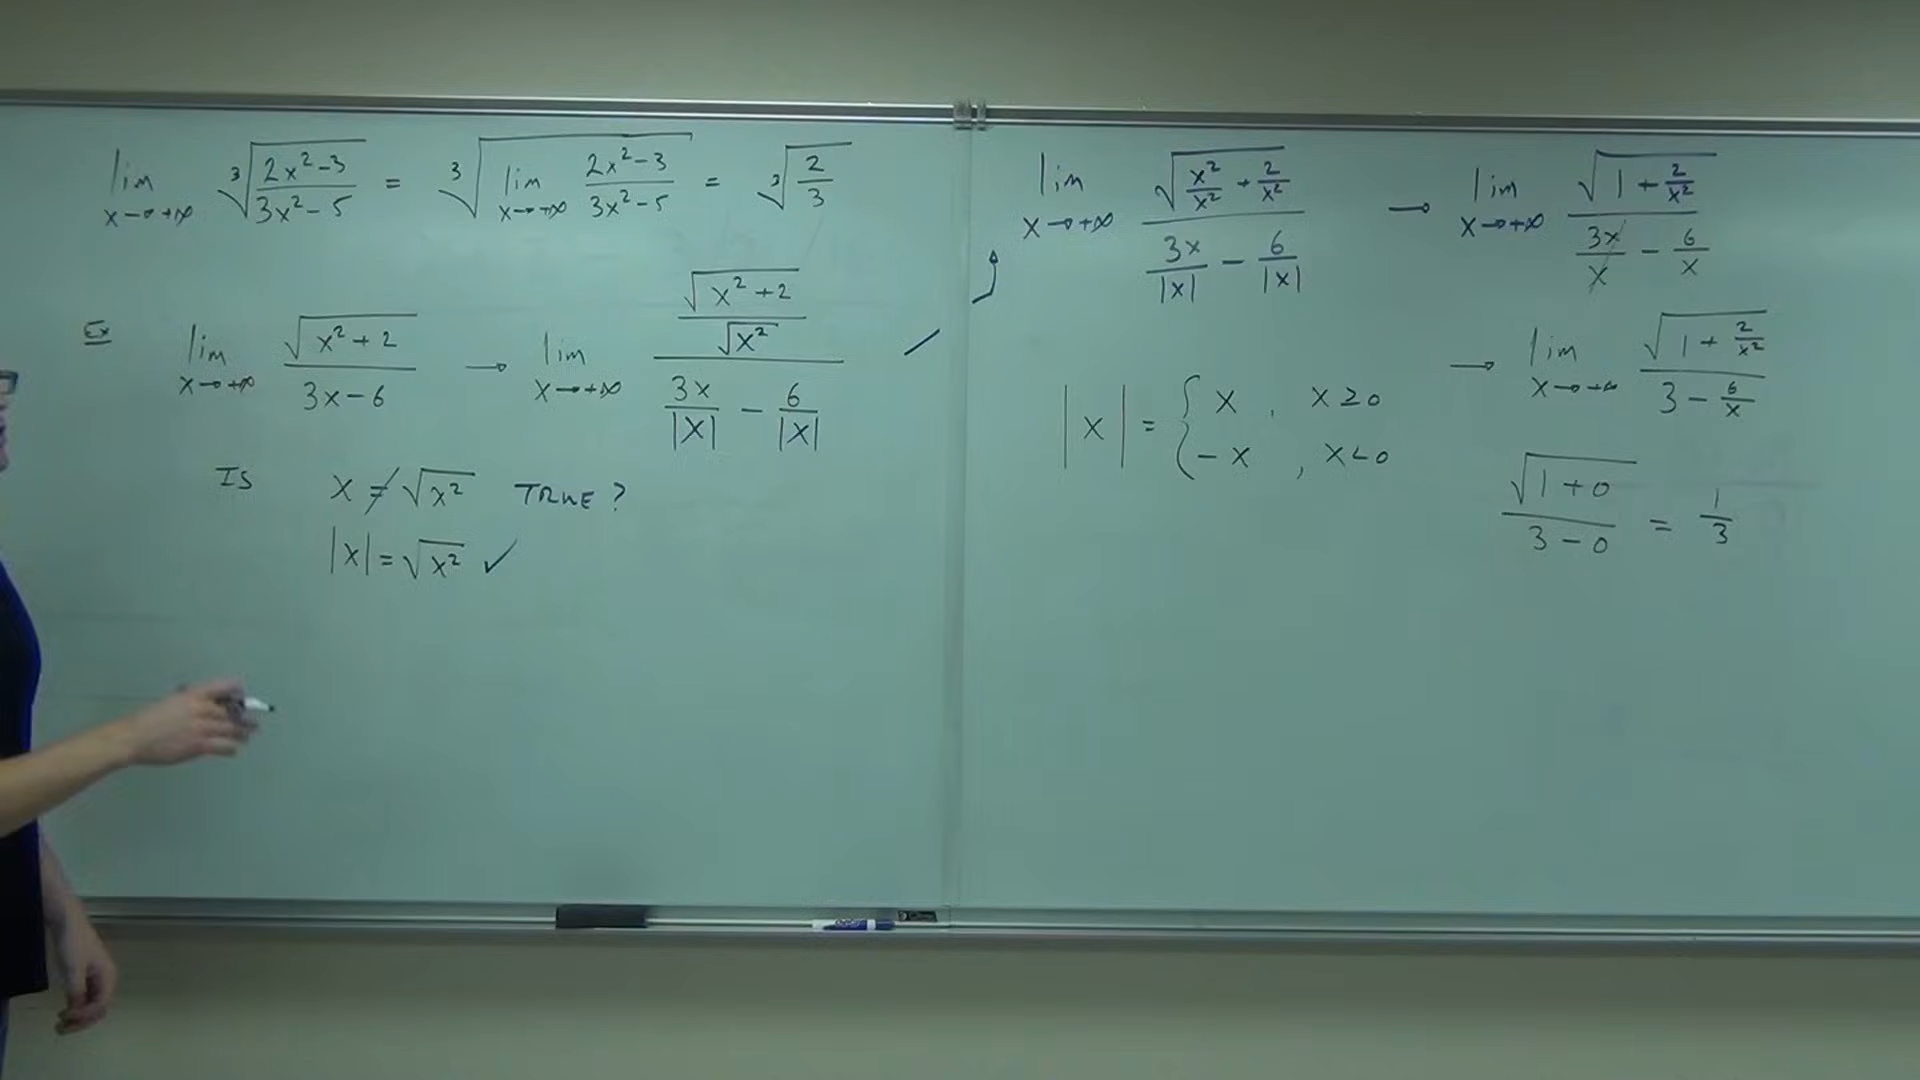 lim x→+∞ ∛((2x²-3)/(3x²-5)) = ∛(lim x→+∞ (2x²-3)/(3x²-5)) = ∛(2/3)
Ex lim x→+∞ √(x²+2)/(3x-6) → lim x→+∞ (√(x²+2)/√(x²))/(3x/|x| - 6/|x|)
Is x ≠ √(x²) TRUE?
|x| = √(x²) ✓
lim x→+∞ √(x²/x² + 2/x²)/(3x/|x| - 6/|x|) → lim x→+∞ √(1 + 2/x²)/(3x/x - 6/x)
→ lim x→+∞ √(1 + 2/x²)/(3 - 6/x)
|x| = { x , x ≥ 0
-x , x < 0
√(1+0)/(3-0) = 1/3